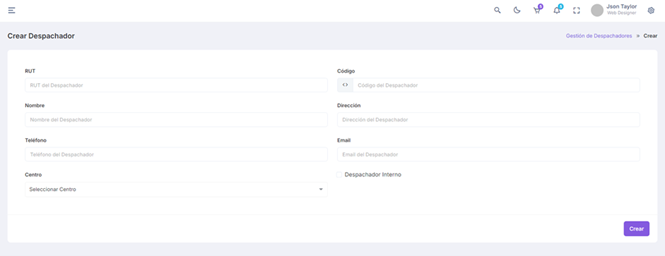 5
5
Json Taylor
Web Designer
Crear Despachador
Gestión de Despachadores > Crear
RUT
Código
RUT del Despachador
<> Código del Despachador
Nombre
Dirección
Nombre del Despachador
Dirección del Despachador
Teléfono
Email
Teléfono del Despachador
Email del Despachador
Centro
Despachador Interno
Seleccionar Centro
Crear